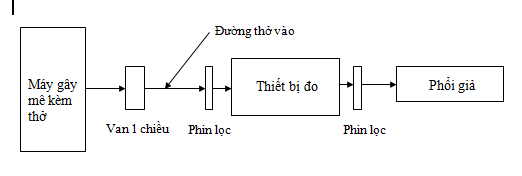 Đường thở vào
Máy gây
mê kèm
thở
Thiết bị đo
Phổi giả
Van 1 chiều
Phin lọc
Phin lọc